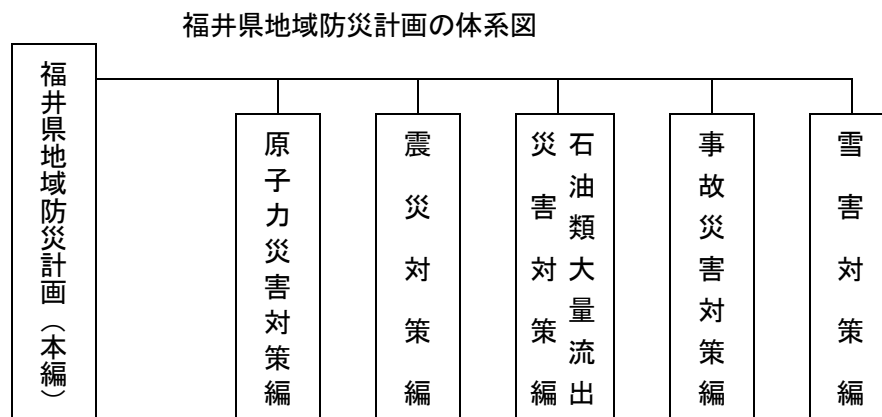 福井県地域防災計画の体系図
福井県地域防災計画（本編）
原子力災害対策編
震災対策編
石油類大量流出
災害対策編
事故災害対策編
雪害対策編